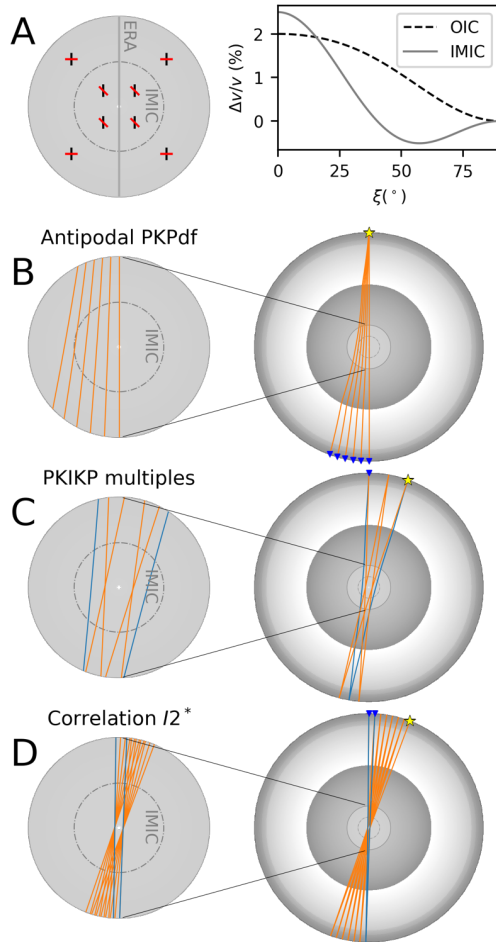 A
ERA
IMIC
Δv/v (%)
2
1
0
OIC
IMIC
0
25
50
75
ξ(°)
Antipodal PKPdf
B
IMIC
PKIKP multiples
C
IMIC
Correlation I2*
D
IMIC